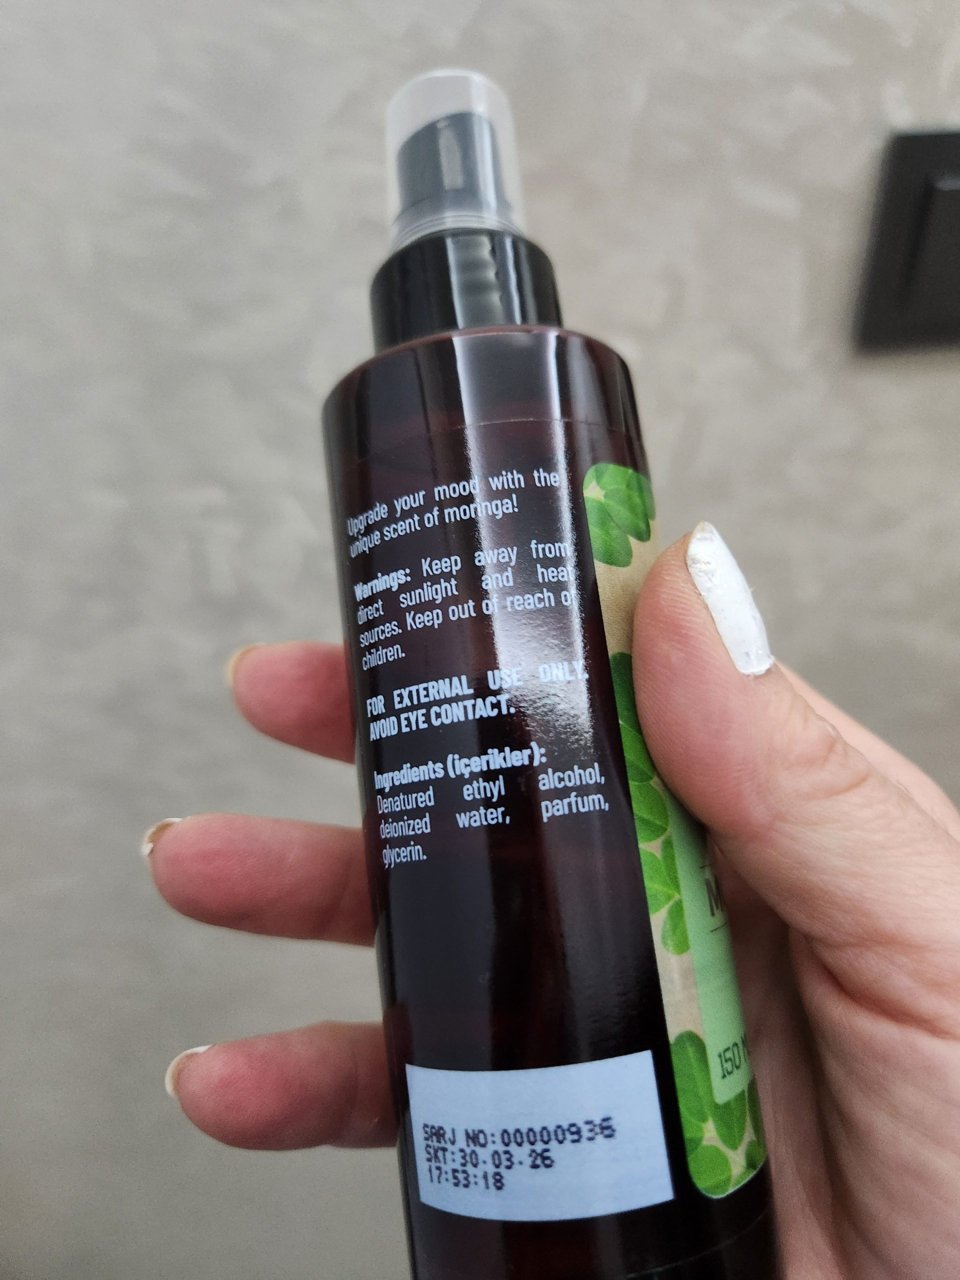 Upgrade your mood with the
unique scent of moringa!
Warnings: Keep away from
direct sunlight and heat
sources. Keep out of reach of
children.
FOR EXTERNAL USE ONLY.
AVOID EYE CONTACT.
Ingredients (içerikler):
Denatured ethyl alcohol,
deionized water, parfum,
glycerin.
150
SARJ NO:00000936
SKT:30.03.26
17:53:18